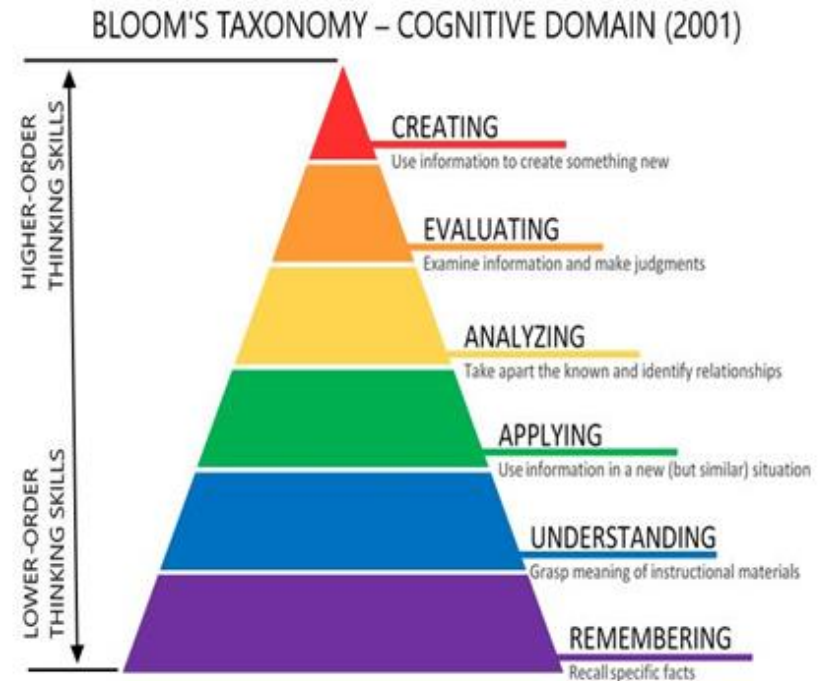 BLOOM'S TAXONOMY – COGNITIVE DOMAIN (2001)
HIGHER-ORDER
THINKING SKILLS
LOWER-ORDER
THINKING SKILLS
CREATING
Use information to create something new
EVALUATING
Examine information and make judgments
ANALYZING
Take apart the known and identify relationships
APPLYING
Use information in a new (but similar) situation
UNDERSTANDING
Grasp meaning of instructional materials
REMEMBERING
Recall specific facts